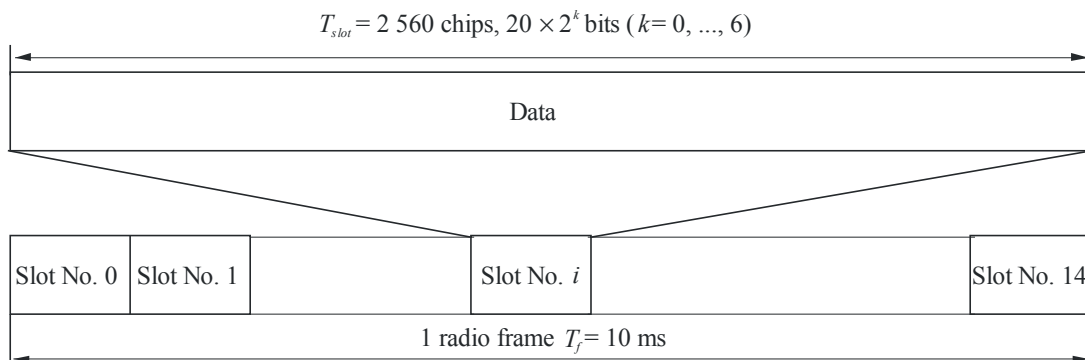 T_slot = 2 560 chips, 20 × 2^k bits (k = 0, ..., 6)
Data
Slot No. 0 Slot No. 1 Slot No. i Slot No. 14
1 radio frame T_f = 10 ms